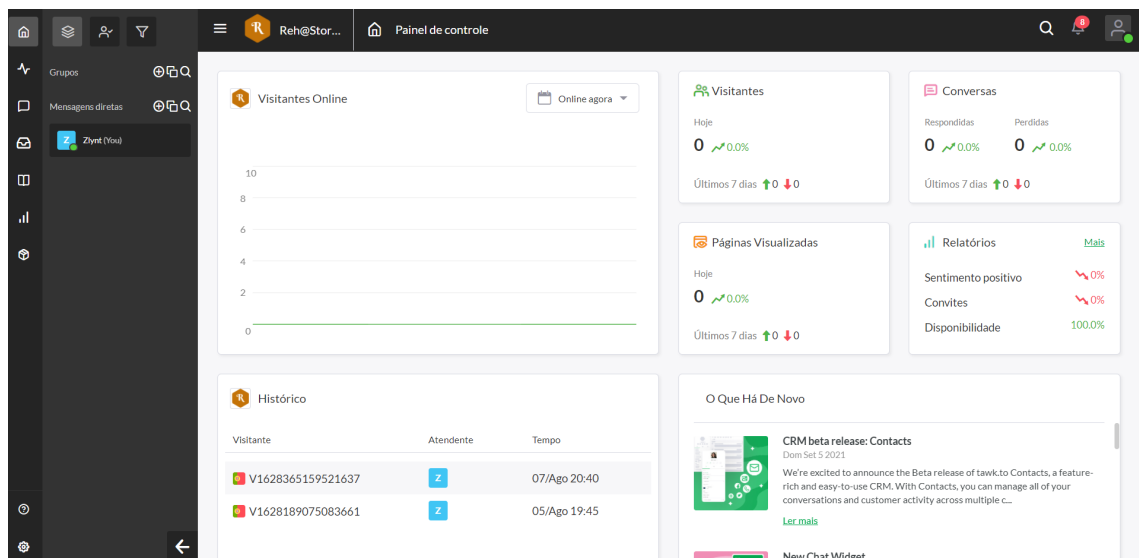 Reh@Stor...
Painel de controle
8
Grupos
Mensagens diretas
Z Zlynt (You)
R Visitantes Online
Online agora
10
8
6
4
2
0
Visitantes
Hoje
0 0.0%
Últimos 7 dias 0 0
Conversas
Respondidas Perdidas
0 0.0% 0 0.0%
Últimos 7 dias 0 0
Páginas Visualizadas
Hoje
0 0.0%
Últimos 7 dias 0 0
Relatórios Mais
Sentimento positivo 0%
Convites 0%
Disponibilidade 100.0%
R Histórico
Visitante Atendente Tempo
V1628365159521637 Z 07/Ago 20:40
V1628189075083661 Z 05/Ago 19:45
O Que Há De Novo
CRM beta release: Contacts
Dom Set 5 2021
We're excited to announce the Beta release of tawk.to Contacts, a feature-
rich and easy-to-use CRM. With Contacts, you can manage all of your
conversations and customer activity across multiple c...
Ler mais
New Chat Widget